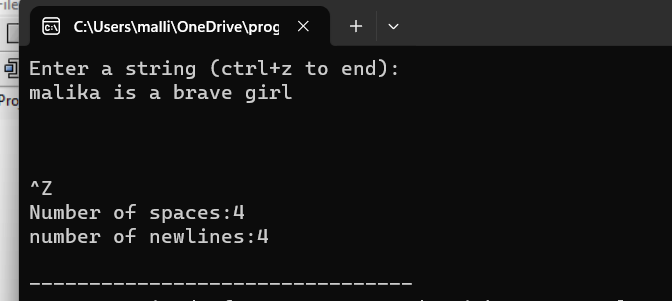 C:\Users\malli\OneDrive\prog
Enter a string (ctrl+z to end):
malika is a brave girl
^Z
Number of spaces:4
number of newlines:4
--------------------------------